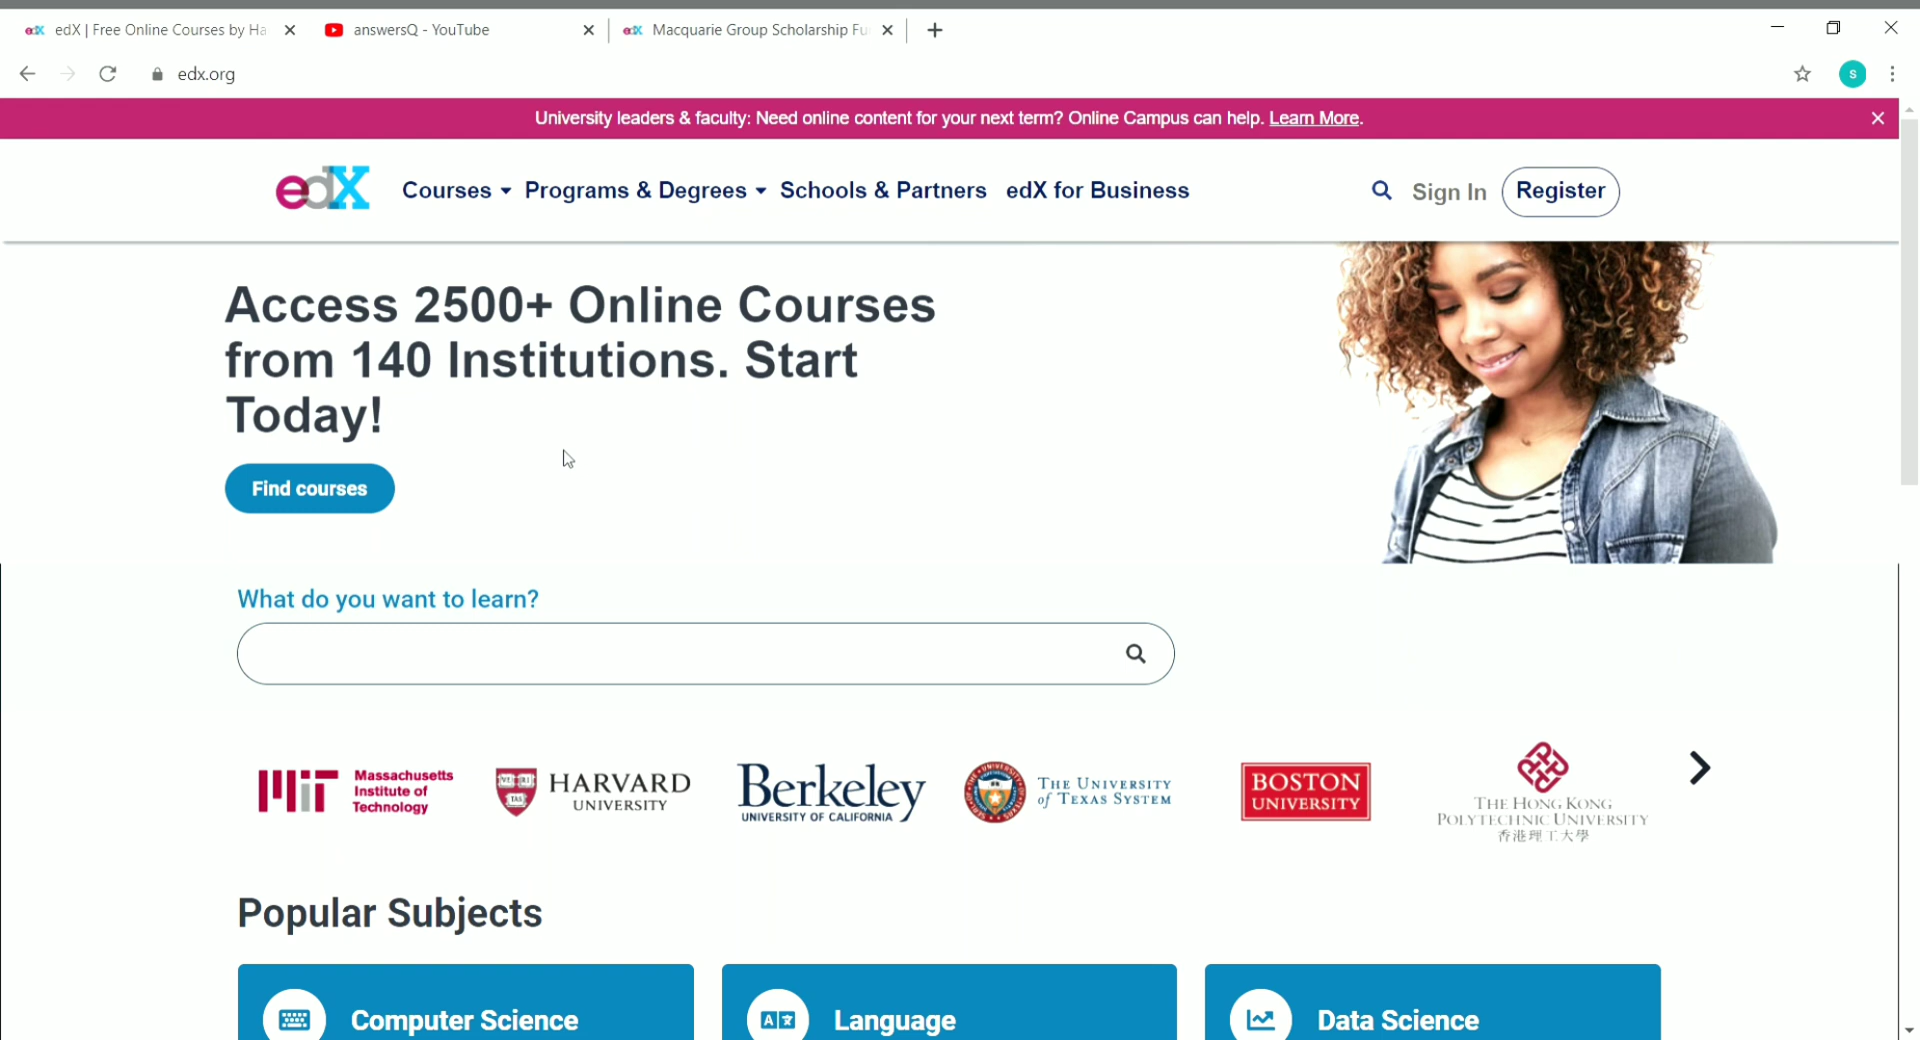 edX | Free Online Courses by Ha
answersQ - YouTube
Macquarie Group Scholarship Fu
edx.org
S
University leaders & faculty: Need online content for your next term? Online Campus can help. Learn More.
edX
Courses
Programs & Degrees
Schools & Partners
edX for Business
Sign In
Register
Access 2500+ Online Courses
from 140 Institutions. Start
Today!
Find courses
What do you want to learn?
Massachusetts
Institute of
Technology
HARVARD
UNIVERSITY
Berkeley
UNIVERSITY OF CALIFORNIA
THE UNIVERSITY
of TEXAS SYSTEM
BOSTON
UNIVERSITY
THE HONG KONG
POLYTECHNIC UNIVERSITY
香港理工大學
Popular Subjects
Computer Science
Language
Data Science